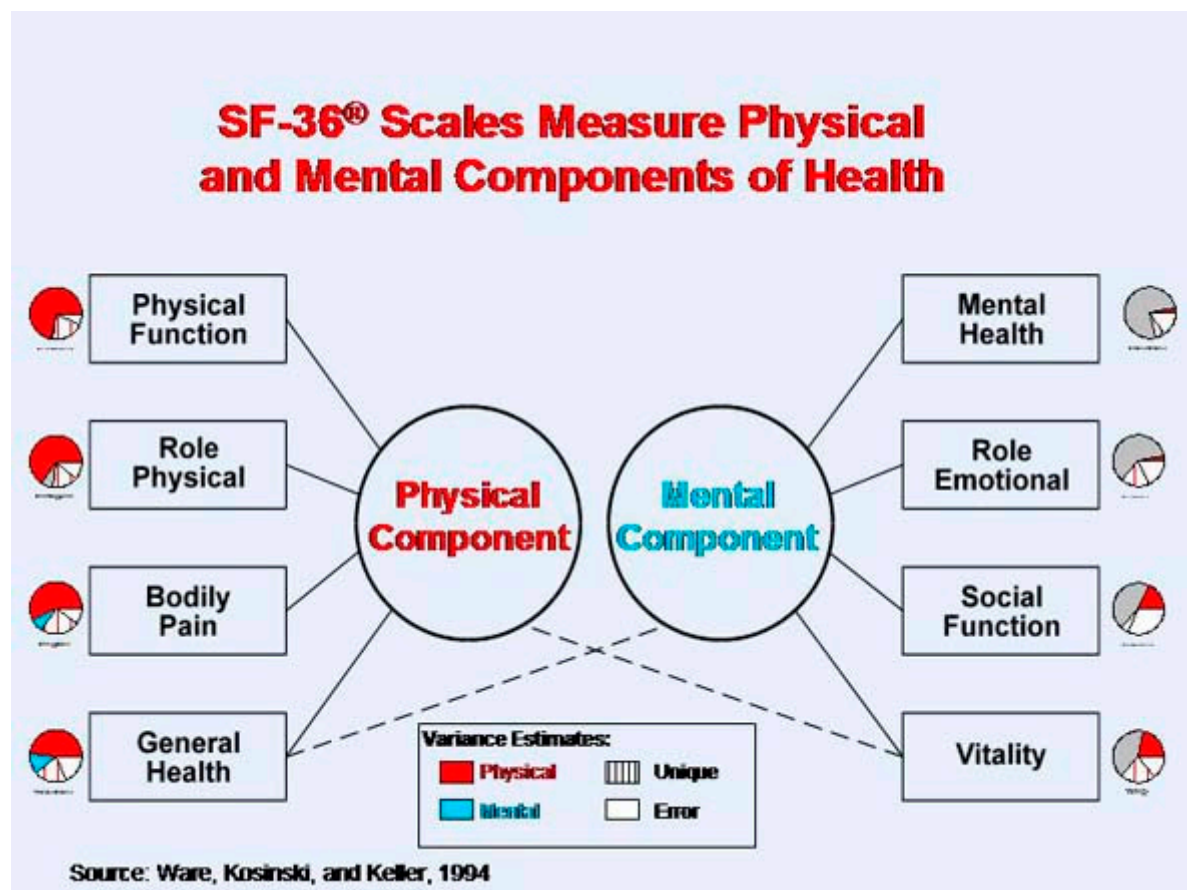 SF-36® Scales Measure Physical
and Mental Components of Health
Physical
Function
Role
Physical
Bodily
Pain
General
Health
Physical
Component
Mental
Component
Mental
Health
Role
Emotional
Social
Function
Vitality
Variance Estimates:
Physical
Unique
Mental
Error
Source: Ware, Kosinski, and Keller, 1994